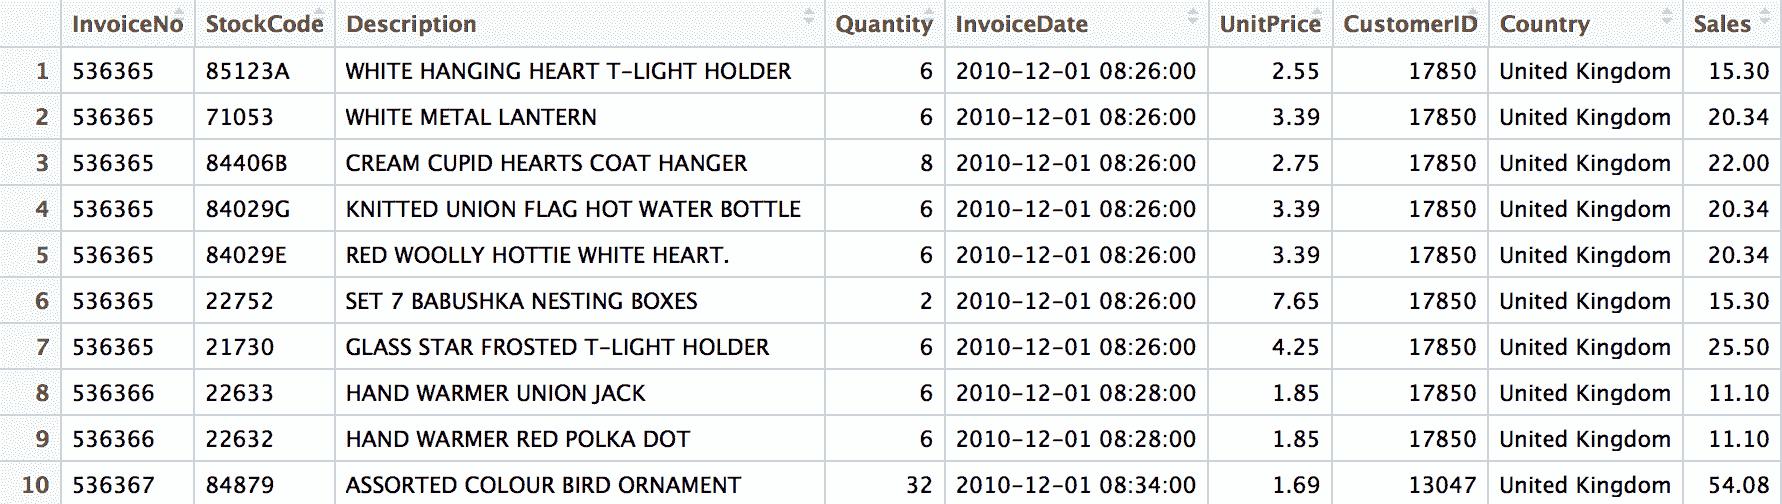 InvoiceNo StockCode Description Quantity InvoiceDate UnitPrice CustomerID Country Sales
1 536365 85123A WHITE HANGING HEART T-LIGHT HOLDER 6 2010-12-01 08:26:00 2.55 17850 United Kingdom 15.30
2 536365 71053 WHITE METAL LANTERN 6 2010-12-01 08:26:00 3.39 17850 United Kingdom 20.34
3 536365 84406B CREAM CUPID HEARTS COAT HANGER 8 2010-12-01 08:26:00 2.75 17850 United Kingdom 22.00
4 536365 84029G KNITTED UNION FLAG HOT WATER BOTTLE 6 2010-12-01 08:26:00 3.39 17850 United Kingdom 20.34
5 536365 84029E RED WOOLLY HOTTIE WHITE HEART. 6 2010-12-01 08:26:00 3.39 17850 United Kingdom 20.34
6 536365 22752 SET 7 BABUSHKA NESTING BOXES 2 2010-12-01 08:26:00 7.65 17850 United Kingdom 15.30
7 536365 21730 GLASS STAR FROSTED T-LIGHT HOLDER 6 2010-12-01 08:26:00 4.25 17850 United Kingdom 25.50
8 536366 22633 HAND WARMER UNION JACK 6 2010-12-01 08:28:00 1.85 17850 United Kingdom 11.10
9 536366 22632 HAND WARMER RED POLKA DOT 6 2010-12-01 08:28:00 1.85 17850 United Kingdom 11.10
10 536367 84879 ASSORTED COLOUR BIRD ORNAMENT 32 2010-12-01 08:34:00 1.69 13047 United Kingdom 54.08